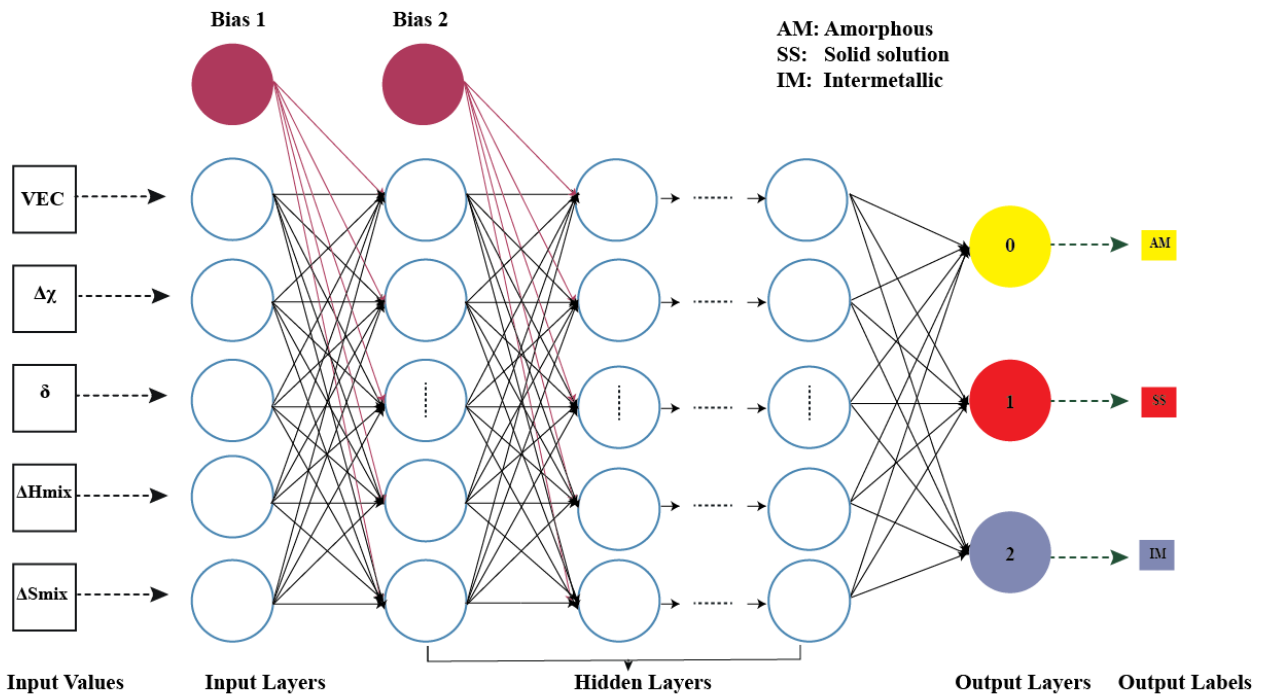 Bias 1
Bias 2
AM: Amorphous
SS: Solid solution
IM: Intermetallic
VEC
Δχ
δ
ΔHmix
ΔSmix
0
1
2
AM
SS
IM
Input Values
Input Layers
Hidden Layers
Output Layers
Output Labels